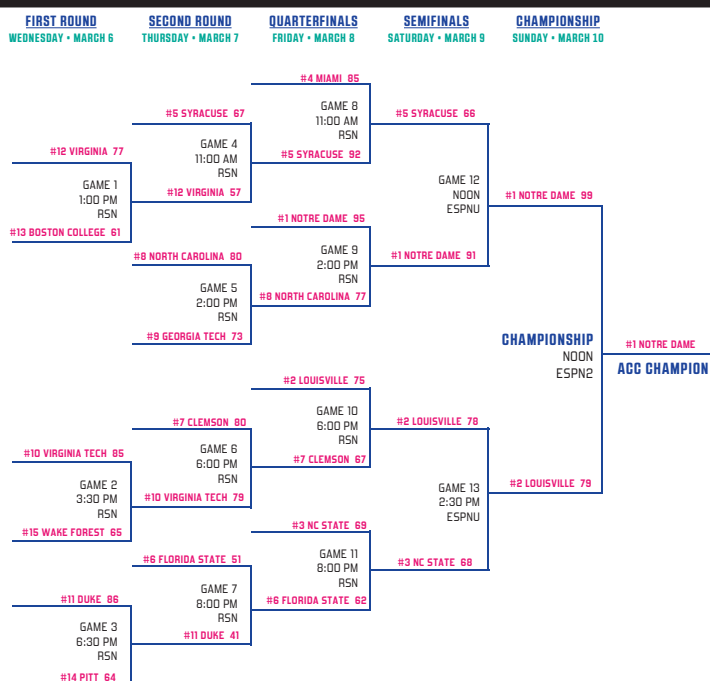 FIRST ROUND
WEDNESDAY • MARCH 6
SECOND ROUND
THURSDAY • MARCH 7
QUARTERFINALS
FRIDAY • MARCH 8
SEMIFINALS
SATURDAY • MARCH 9
CHAMPIONSHIP
SUNDAY • MARCH 10
#12 VIRGINIA 77
GAME 1
1:00 PM
RSN
#13 BOSTON COLLEGE 61
#10 VIRGINIA TECH 85
GAME 2
3:30 PM
RSN
#15 WAKE FOREST 65
#11 DUKE 86
GAME 3
6:30 PM
RSN
#14 PITT 64
#5 SYRACUSE 67
GAME 4
11:00 AM
RSN
#12 VIRGINIA 57
#8 NORTH CAROLINA 80
GAME 5
2:00 PM
RSN
#9 GEORGIA TECH 73
#7 CLEMSON 80
GAME 6
6:00 PM
RSN
#10 VIRGINIA TECH 79
#6 FLORIDA STATE 51
GAME 7
8:00 PM
RSN
#11 DUKE 41
#4 MIAMI 85
GAME 8
11:00 AM
RSN
#5 SYRACUSE 92
#1 NOTRE DAME 95
GAME 9
2:00 PM
RSN
#8 NORTH CAROLINA 77
#2 LOUISVILLE 75
GAME 10
6:00 PM
RSN
#7 CLEMSON 67
#3 NC STATE 69
GAME 11
8:00 PM
RSN
#6 FLORIDA STATE 62
#5 SYRACUSE 66
GAME 12
NOON
ESPNU
#1 NOTRE DAME 91
#2 LOUISVILLE 78
GAME 13
2:30 PM
ESPNU
#3 NC STATE 68
#1 NOTRE DAME 99
CHAMPIONSHIP
NOON
ESPN2
#2 LOUISVILLE 79
#1 NOTRE DAME
ACC CHAMPION